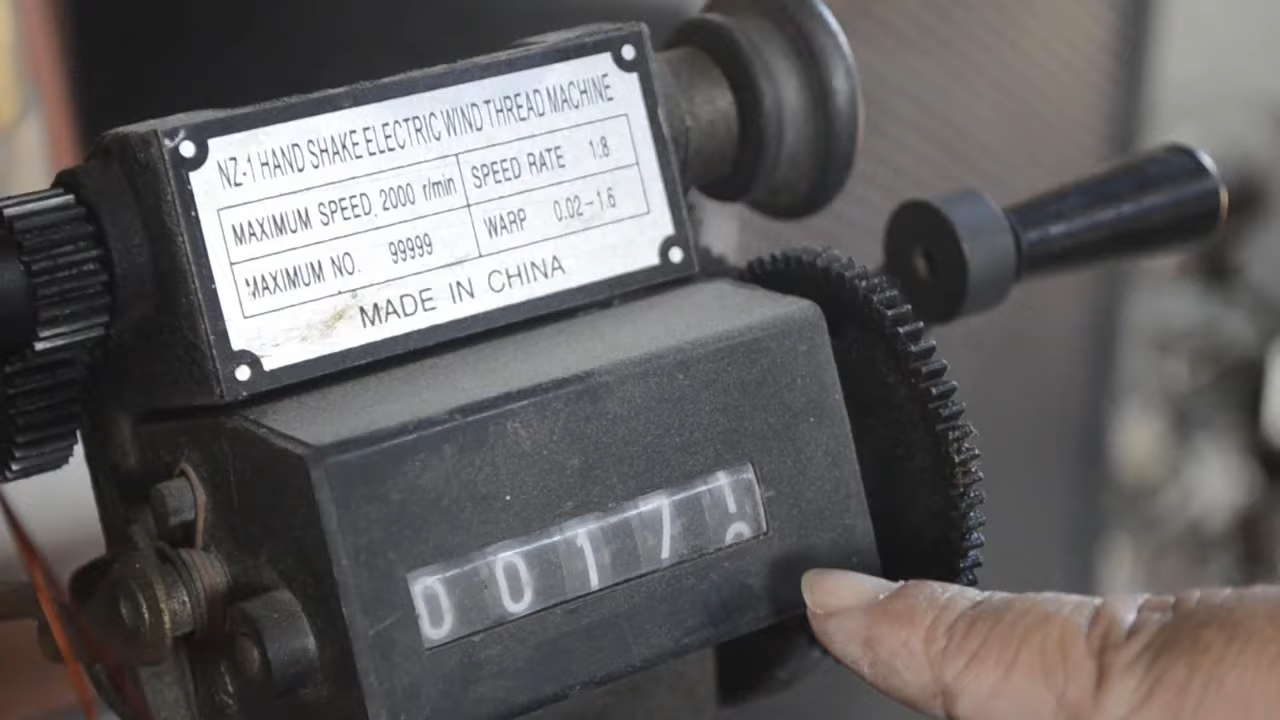 NZ-1 HAND SHAKE ELECTRIC WIND THREAD MACHINE
MAXIMUM SPEED. 2000 r/min SPEED RATE 1:8
MAXIMUM NO. 99999 WARP 0.02-1.6
MADE IN CHINA
0017